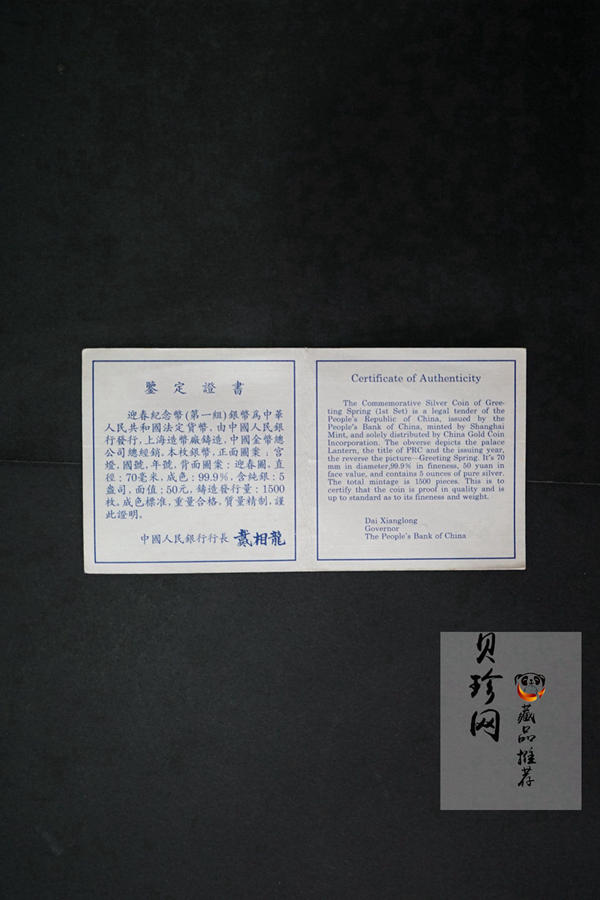 鑒定證書
迎春紀念幣(第一組)銀幣爲中華
人民共和國法定貨幣，由中國人民銀
行發行，上海造幣廠鑄造，中國金幣總
公司總經銷。本枚銀幣，正面圖案：宮
燈、國號、年號，背面圖案：迎春圖，直
徑：70毫米，成色：99.9%，含純銀：5
盎司，面值：50元，鑄造發行量：1500
枚。成色標准，重量合格，質量精制，謹
此證明。
中國人民銀行行長 戴相龍
Certificate of Authenticity
The Commemorative Silver Coin of Gree-
ting Spring (1st Set) is a legal tender of the
People's Republic of China, issued by the
People's Bank of China, minted by Shanghai
Mint, and solely distributed by China Gold Coin
Incorporation. The obverse depicts the palace
Lantern, the title of PRC and the issuing year,
the reverse the picture—Greeting Spring. It's 70
mm in diameter,99.9% in fineness, 50 yuan in
face value, and contains 5 ounces of pure silver.
The total mintage is 1500 pieces. This is to
certify that the coin is proof in quality and is
up to standard as to its fineness and weight.
Dai Xianglong
Governor
The People's Bank of China
贝珍网
藏品推荐